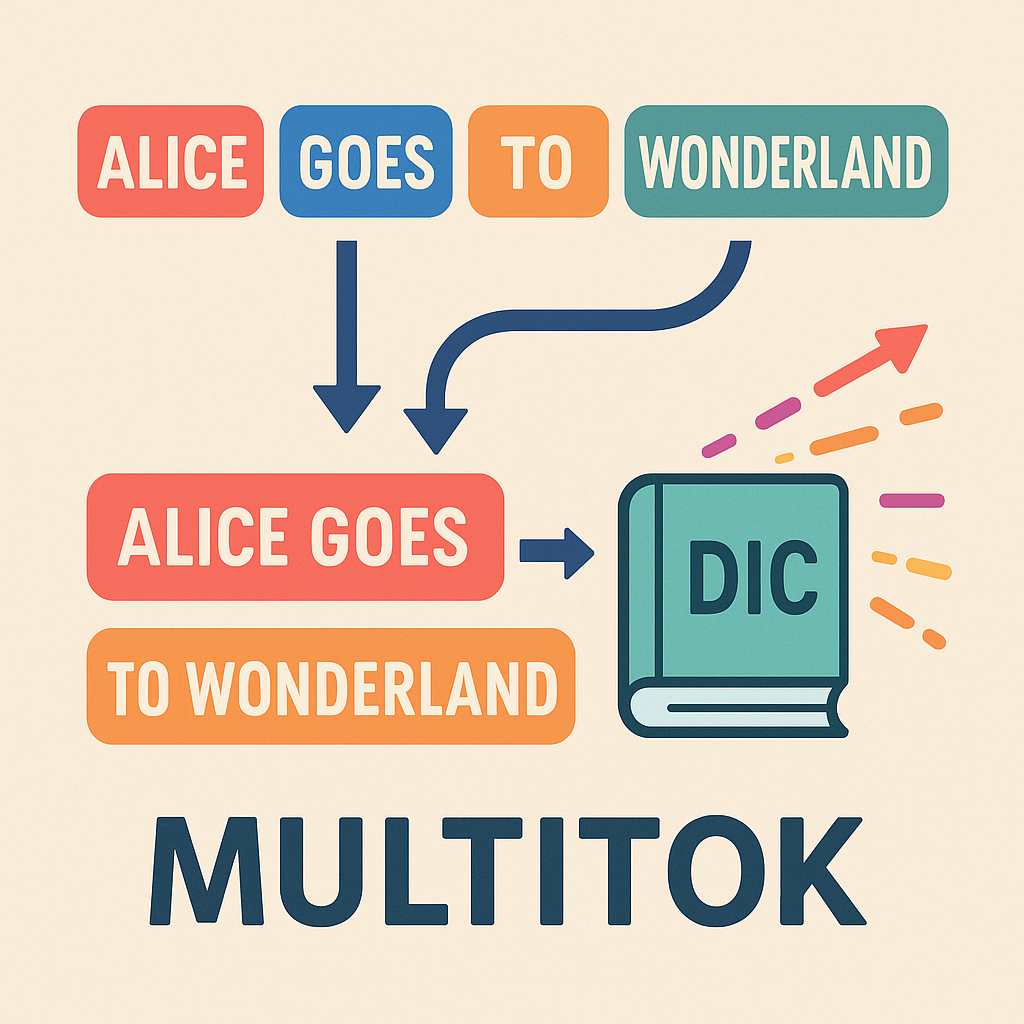 ALICE GOES TO WONDERLAND
ALICE GOES
DIC
TO WONDERLAND
MULTITOK